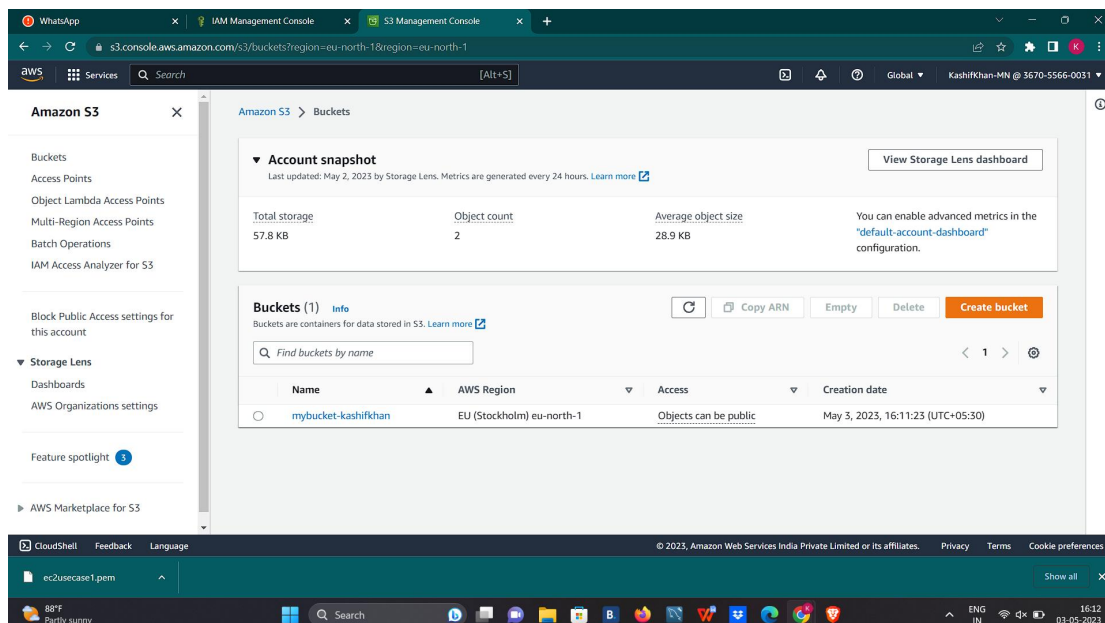 WhatsApp
IAM Management Console
S3 Management Console
s3.console.aws.amazon.com/s3/buckets?region=eu-north-1&region=eu-north-1
K
aws
Services
Search
[Alt+S]
Global
KashifKhan-MN @ 3670-5566-0031
Amazon S3
Buckets
Access Points
Object Lambda Access Points
Multi-Region Access Points
Batch Operations
IAM Access Analyzer for S3
Block Public Access settings for
this account
Storage Lens
Dashboards
AWS Organizations settings
Feature spotlight 3
AWS Marketplace for S3
Amazon S3 > Buckets
Account snapshot
Last updated: May 2, 2023 by Storage Lens. Metrics are generated every 24 hours. Learn more
View Storage Lens dashboard
Total storage
57.8 KB
Object count
2
Average object size
28.9 KB
You can enable advanced metrics in the
"default-account-dashboard"
configuration.
Buckets (1) Info
Buckets are containers for data stored in S3. Learn more
Copy ARN
Empty
Delete
Create bucket
Find buckets by name
1
Name AWS Region Access Creation date
mybucket-kashifkhan EU (Stockholm) eu-north-1 Objects can be public May 3, 2023, 16:11:23 (UTC+05:30)
CloudShell Feedback Language
© 2023, Amazon Web Services India Private Limited or its affiliates. Privacy Terms Cookie preferences
ec2usecase1.pem
Show all
88°F
Partly sunny
Search
ENG
IN
16:12
03-05-2023